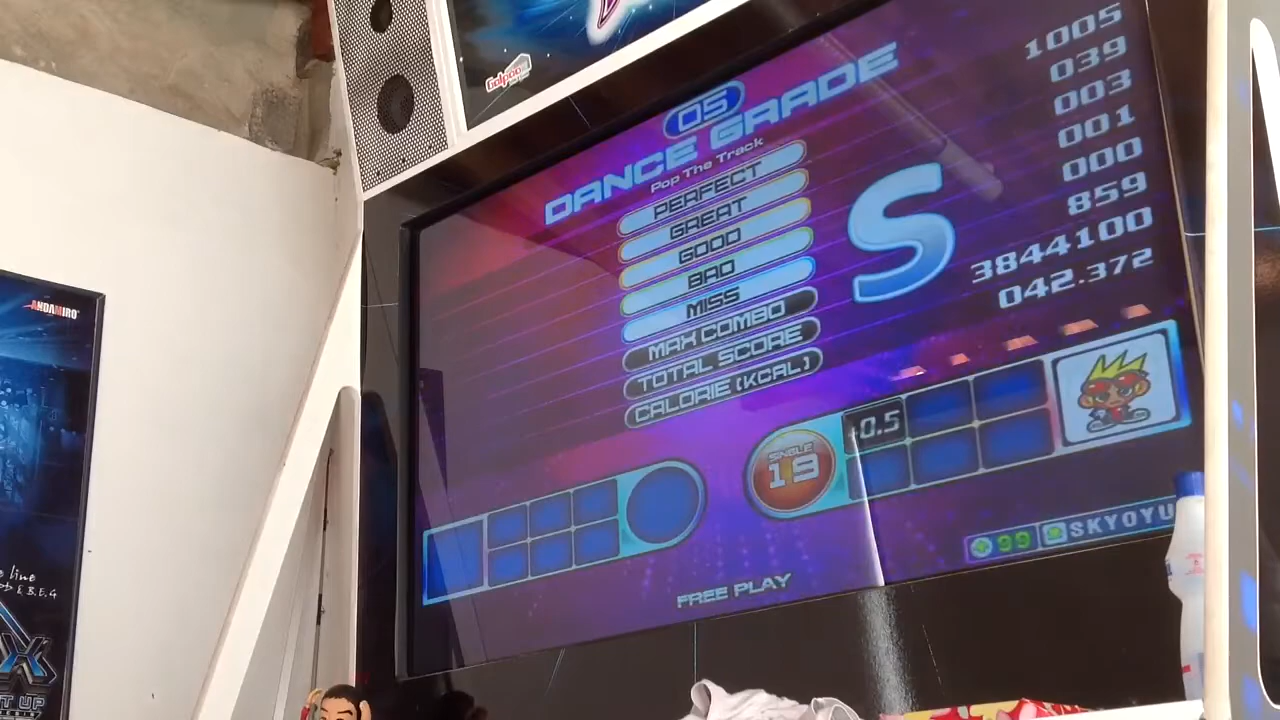 05
DANCE GRADE
Pop The Track
PERFECT 1005
GREAT 039
GOOD 003
BAD 001
MISS 000
MAX COMBO 859
TOTAL SCORE 3844100
CALORIE (KCAL) 042.372
S
SINGLE
19
0.5
99 SKYOYU
FREE PLAY
ANDAMIRO